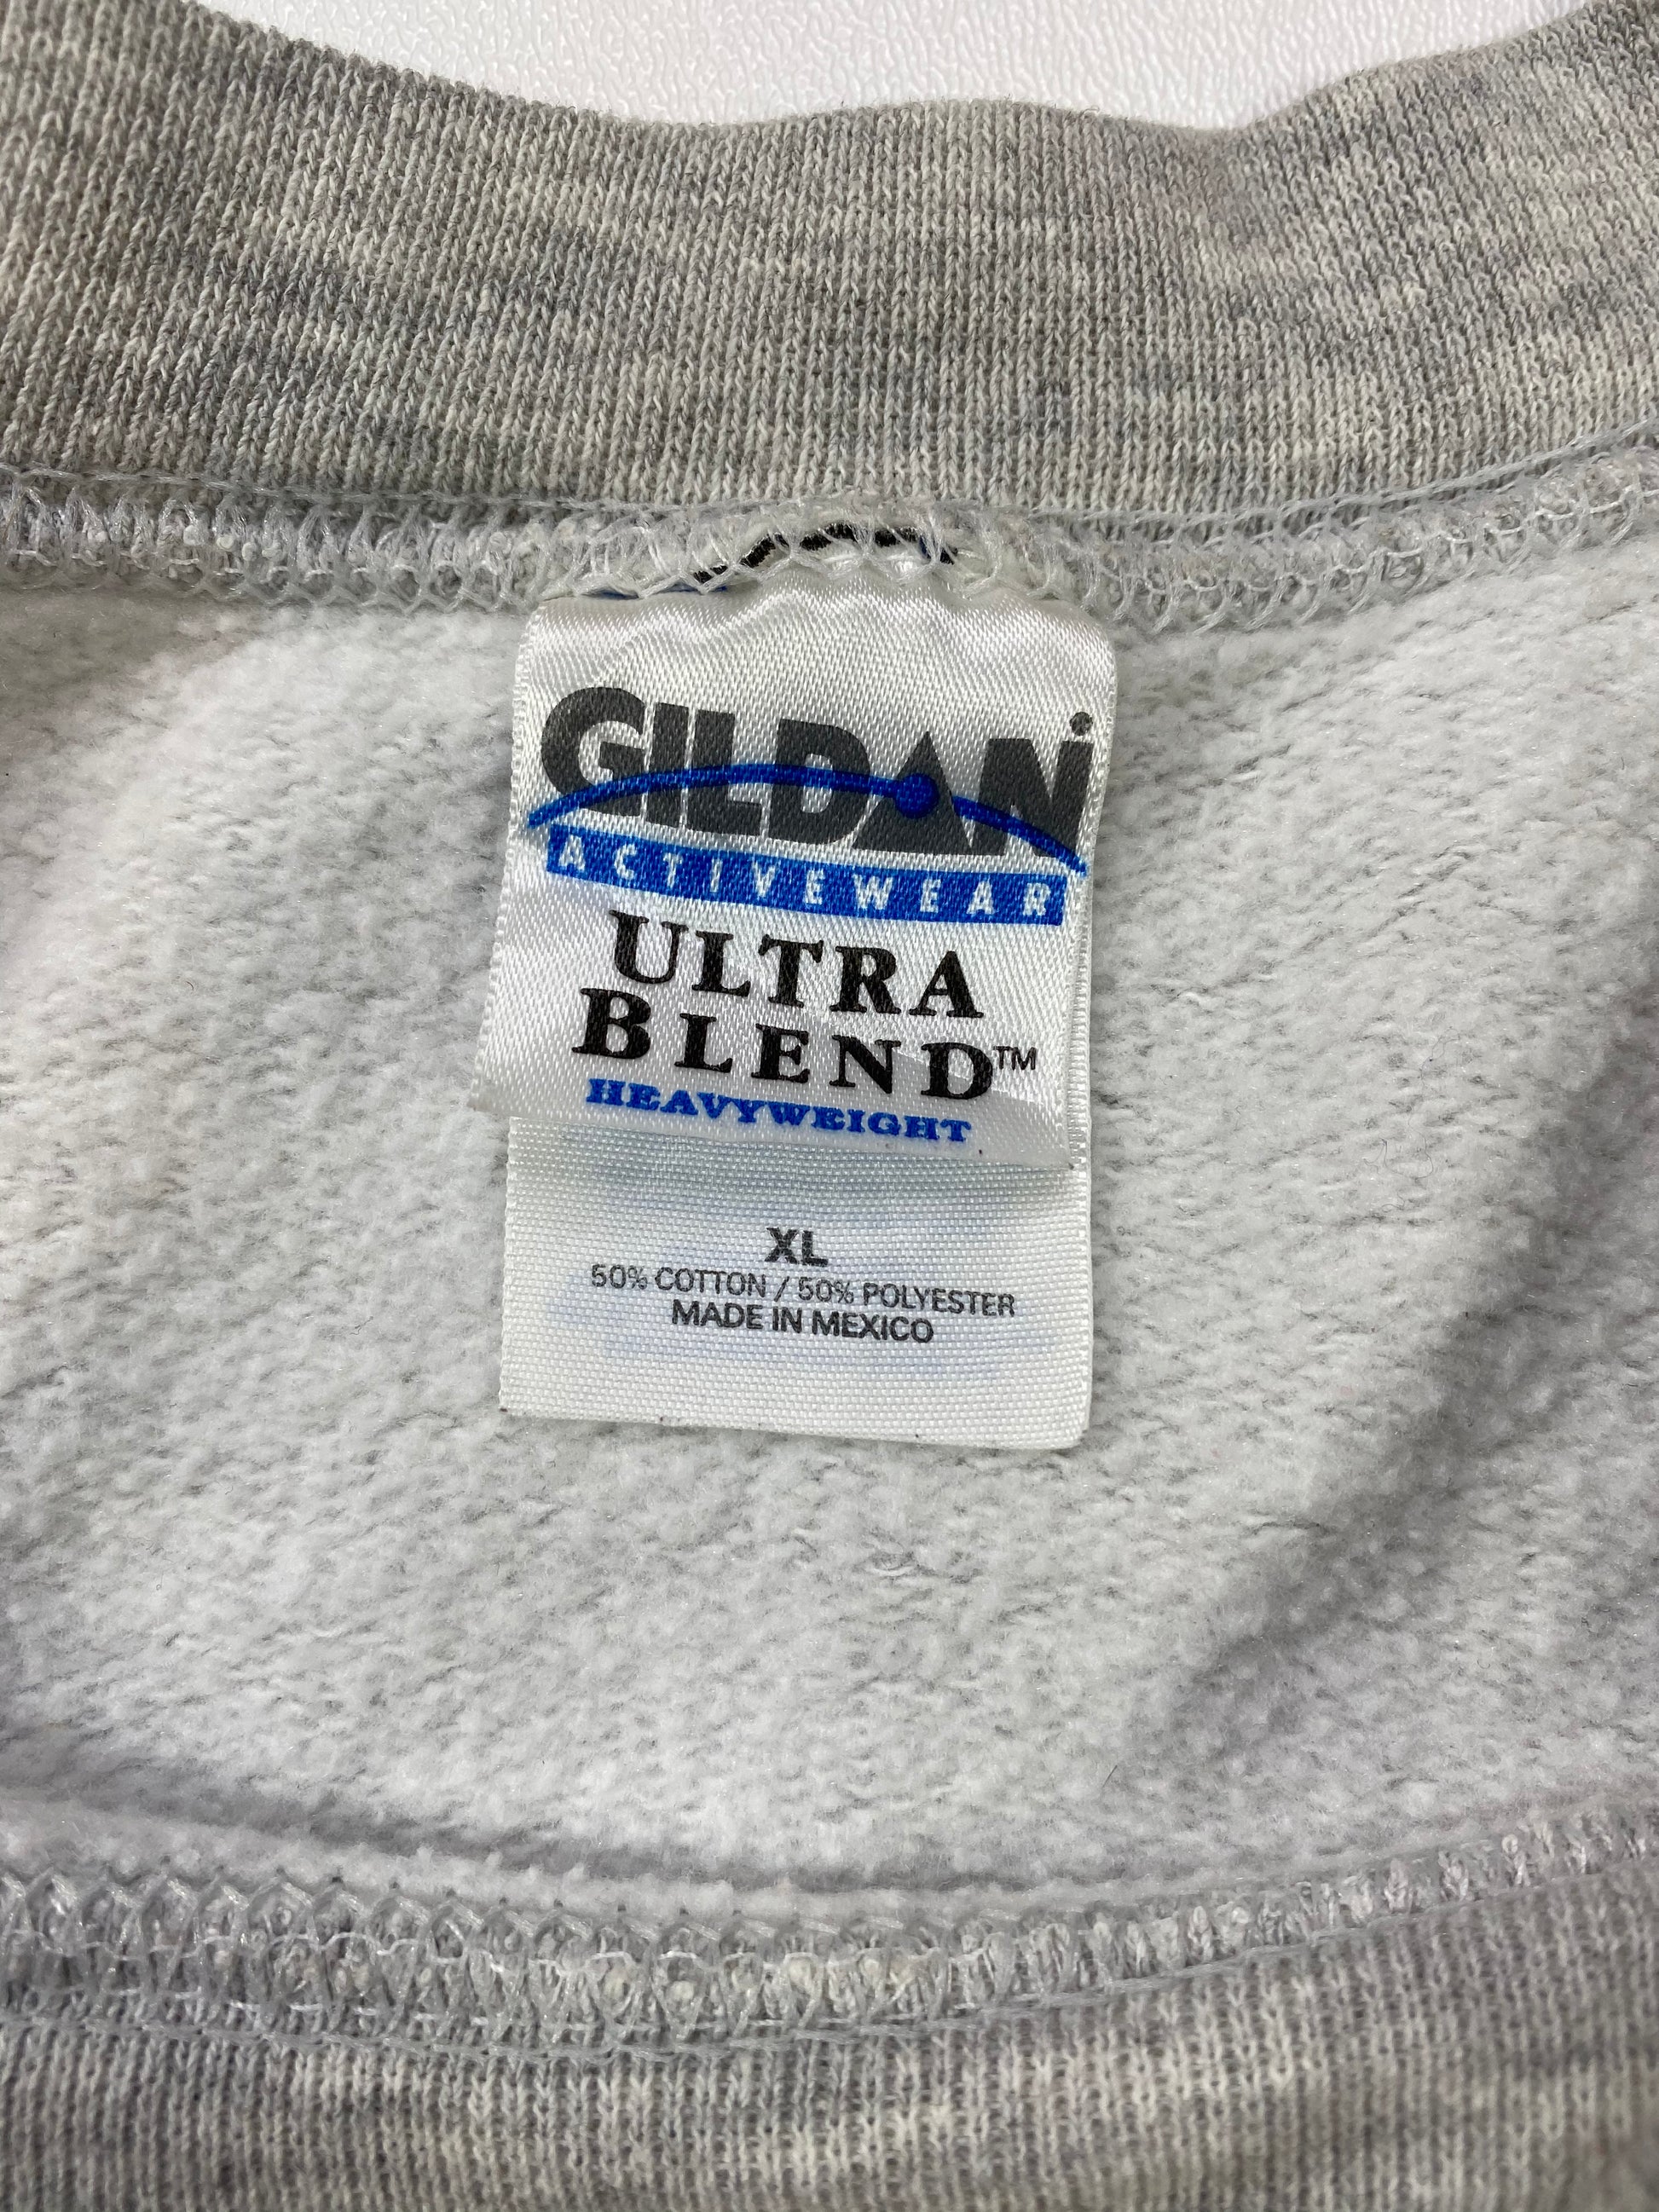 GILDAN
ACTIVEWEAR
ULTRA
BLEND™
HEAVYWEIGHT
XL
50% COTTON / 50% POLYESTER
MADE IN MEXICO